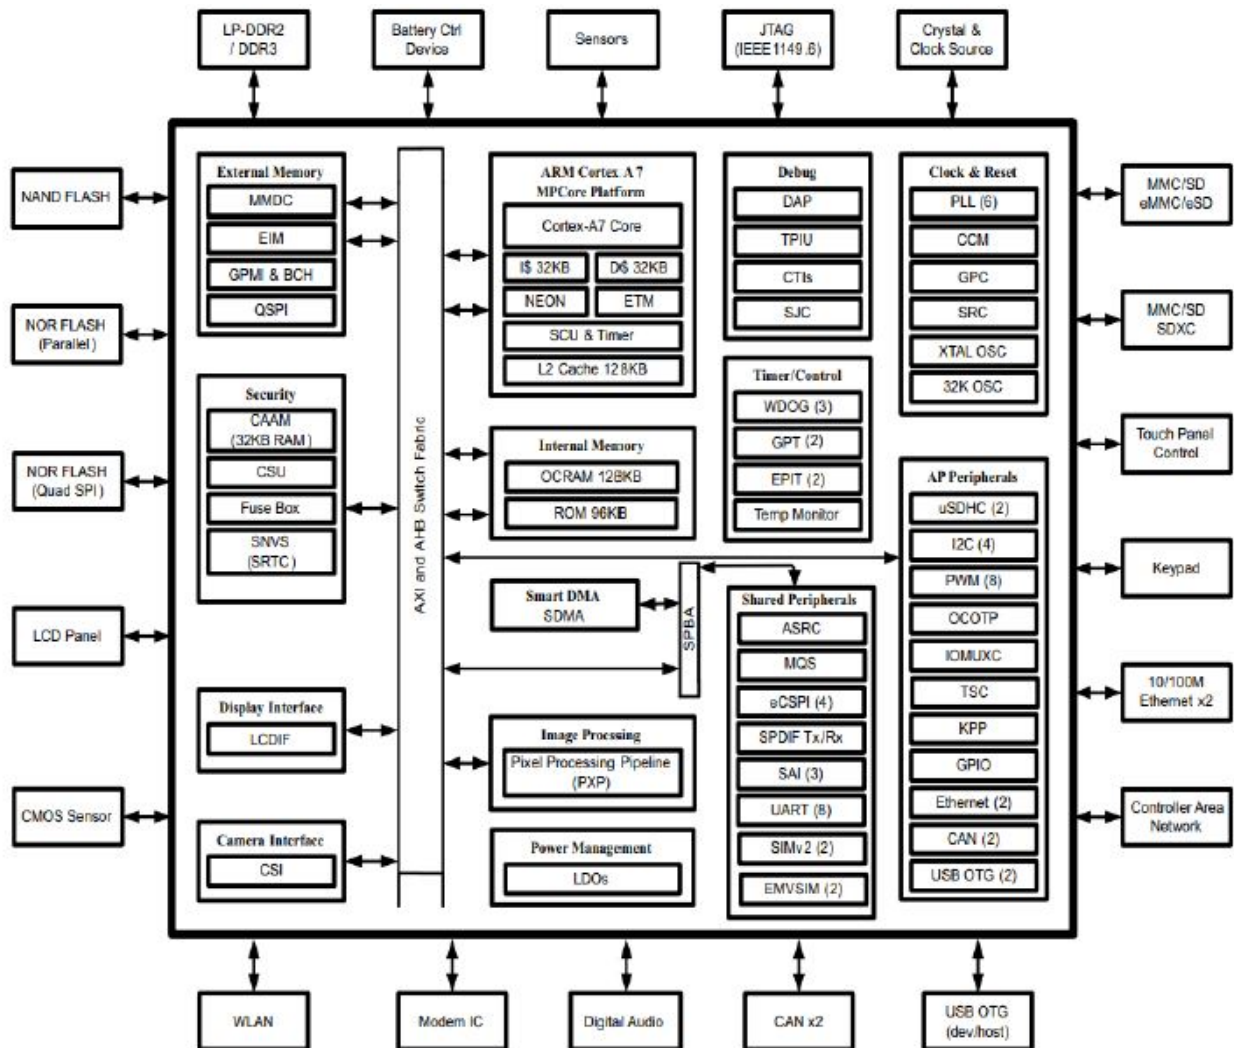 LP-DDR2
/ DDR3
Battery Ctrl
Device
Sensors
JTAG
(IEEE1149.6)
Crystal &
Clock Source
NAND FLASH
NOR FLASH
(Parallel)
NOR FLASH
(Quad SPI)
LCD Panel
CMOS Sensor
External Memory
MMDC
EIM
GPMI & BCH
QSPI
Security
CAAM
(32KB RAM)
CSU
Fuse Box
SNVS
(SRTC)
Display Interface
LCDIF
Camera Interface
CSI
AXI and AHB Switch Fabric
ARM Cortex A 7
MPCore Platform
Cortex-A7 Core
I$ 32KB
D$ 32KB
NEON
ETM
SCU & Timer
L2 Cache 128KB
Internal Memory
OCRAM 128KB
ROM 96KB
Smart DMA
SDMA
SPBA
Image Processing
Pixel Processing Pipeline
(PXP)
Power Management
LDOs
Debug
DAP
TPIU
CTIs
SJC
Timer/Control
WDOG (3)
GPT (2)
EPIT (2)
Temp Monitor
Shared Peripherals
ASRC
MQS
eCSPI (4)
SPDIF Tx/Rx
SAI (3)
UART (8)
SIMv2 (2)
EMVSIM (2)
Clock & Reset
PLL (6)
CCM
GPC
SRC
XTAL OSC
32K OSC
AP Peripherals
uSDHC (2)
I2C (4)
PWM (8)
OCOTP
IOMUXC
TSC
KPP
GPIO
Ethernet (2)
CAN (2)
USB OTG (2)
MMC/SD
eMMC/eSD
MMC/SD
SDXC
Touch Panel
Control
Keypad
10/100M
Ethernet x2
Controller Area
Network
WLAN
Modem IC
Digital Audio
CAN x2
USB OTG
(dev/host)